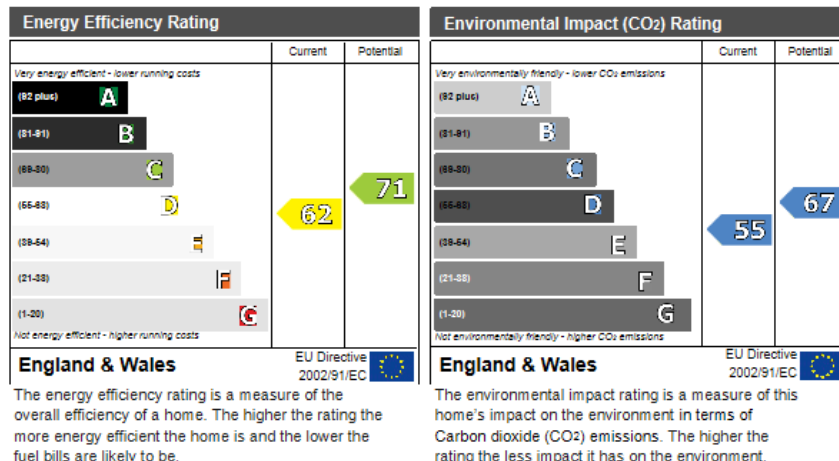 Energy Efficiency Rating
Current Potential
Very energy efficient - lower running costs
(92 plus) A
(81-91) B
(69-80) C
(55-68) D
(39-54) E
(21-38) F
(1-20) G
62
71
Not energy efficient - higher running costs
England & Wales
EU Directive
2002/91/EC
The energy efficiency rating is a measure of the
overall efficiency of a home. The higher the rating the
more energy efficient the home is and the lower the
fuel bills are likely to be.
Environmental Impact (CO2) Rating
Current Potential
Very environmentally friendly - lower CO2 emissions
(92 plus) A
(81-91) B
(69-80) C
(55-68) D
(39-54) E
(21-38) F
(1-20) G
55
67
Not environmentally friendly - higher CO2 emissions
England & Wales
EU Directive
2002/91/EC
The environmental impact rating is a measure of this
home's impact on the environment in terms of
Carbon dioxide (CO2) emissions. The higher the
rating the less impact it has on the environment.